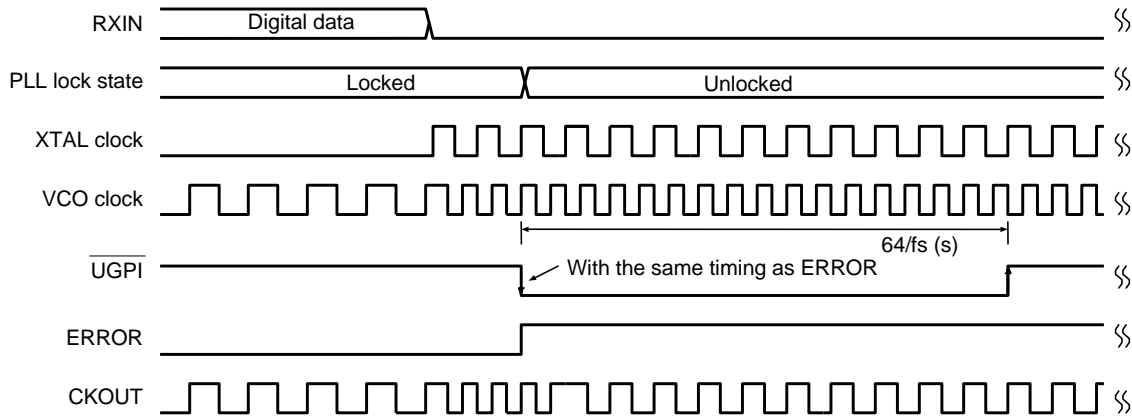 RXIN
Digital data
PLL lock state
Locked
Unlocked
XTAL clock
VCO clock
64/fs (s)
UGPI
With the same timing as ERROR
ERROR
CKOUT